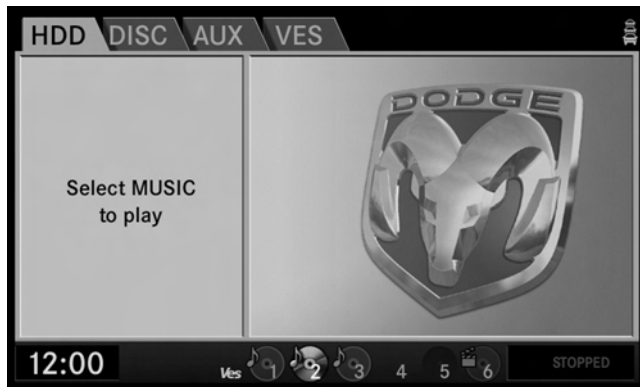 HDD DISC AUX VES
Select MUSIC
to play
DODGE
12:00 Ves 1 2 3 4 5 6 STOPPED